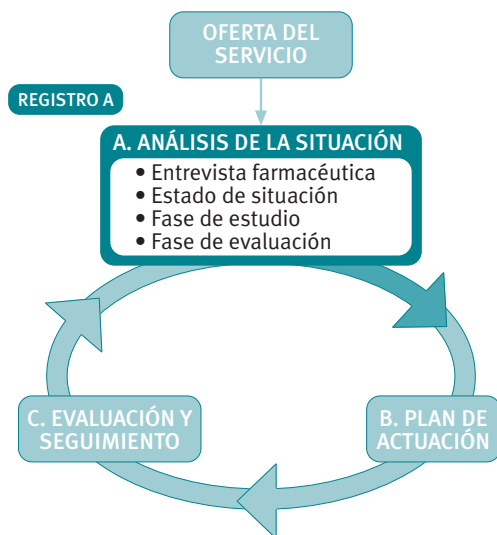 OFERTA DEL
SERVICIO
REGISTRO A
A. ANÁLISIS DE LA SITUACIÓN
• Entrevista farmacéutica
• Estado de situación
• Fase de estudio
• Fase de evaluación
C. EVALUACIÓN Y
SEGUIMIENTO
B. PLAN DE
ACTUACIÓN